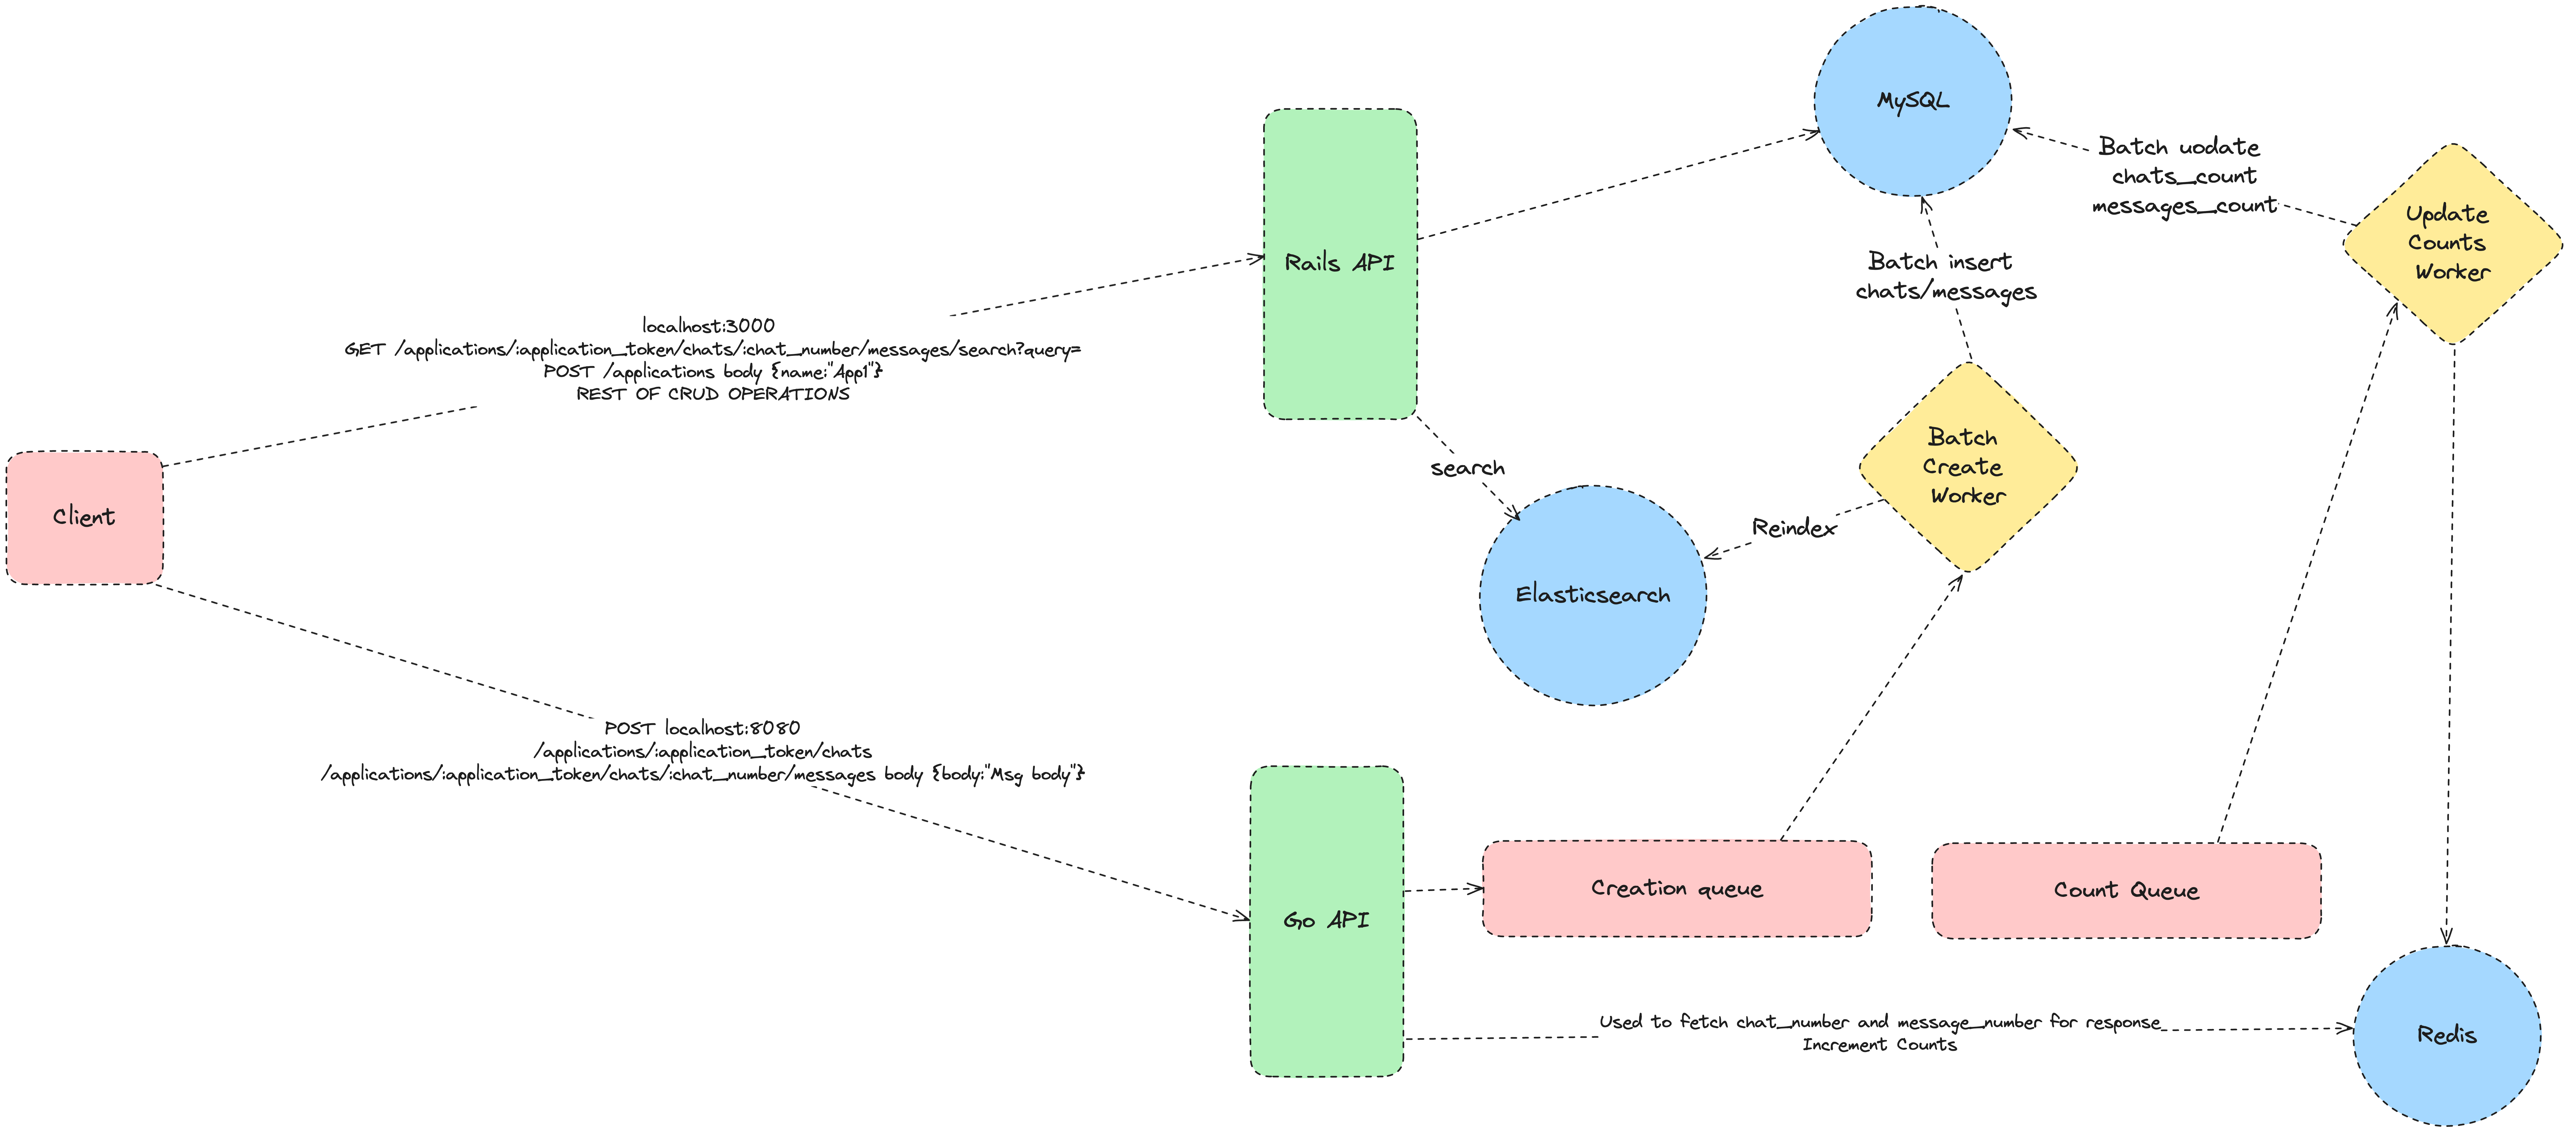 MySQL
Batch uodate
chats_count
messages_count
Update
Counts
Worker
Rails API
Batch insert
chats/messages
localhost:3000
GET /applications/:application_token/chats/:chat_number/messages/search?query=
POST /applications body {name:"App1"}
REST OF CRUD OPERATIONS
search
Batch
Create
Worker
Client
Reindex
Elasticsearch
POST localhost:8080
/applications/:application_token/chats
/applications/:application_token/chats/:chat_number/messages body {body:"Msg body"}
Go API
Creation queue
Count Queue
Used to fetch chat_number and message_number for response
Increment Counts
Redis